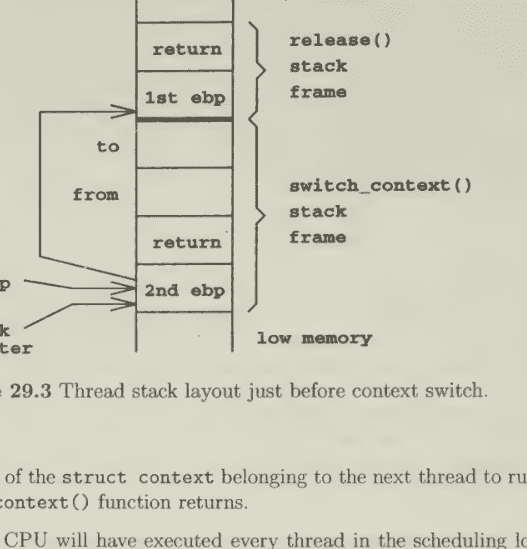 return
release()
stack
frame
1st ebp
to
from
switch_context()
stack
frame
return
2nd ebp
low memory
29.3 Thread stack layout just before context switch.
of the struct context belonging to the next thread to ru
context() function returns.
CPU will have executed every thread in the scheduling lo